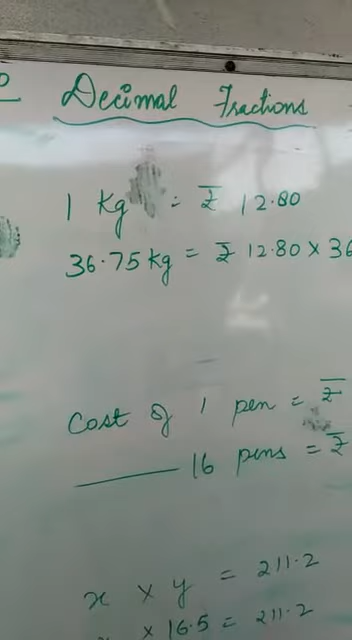 Decimal Fractions
1 Kg = ₹ 12.80
36.75 kg = ₹ 12.80 × 36
Cost of 1 pen = ₹
16 pens = ₹
x × y = 211.2
× 16.5 = 211.2